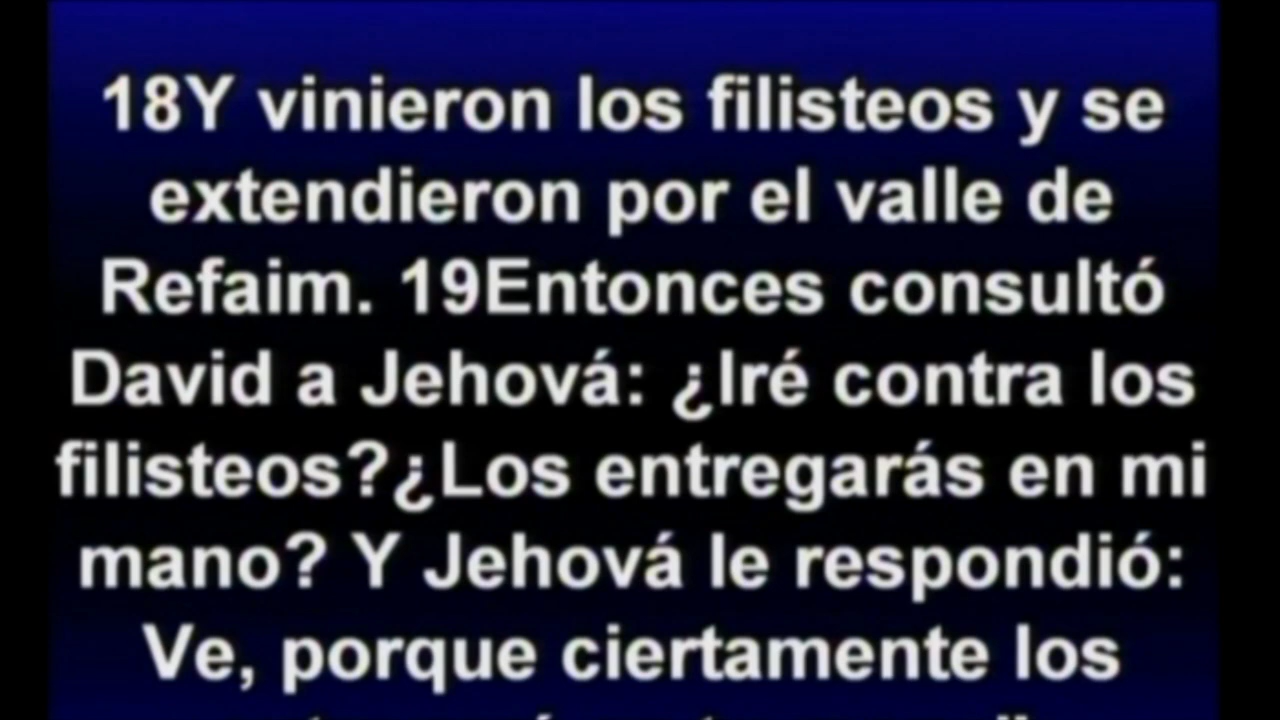 18Y vinieron los filisteos y se
extendieron por el valle de
Refaim. 19Entonces consultó
David a Jehová: ¿Iré contra los
filisteos?¿Los entregarás en mi
mano? Y Jehová le respondió:
Ve, porque ciertamente los